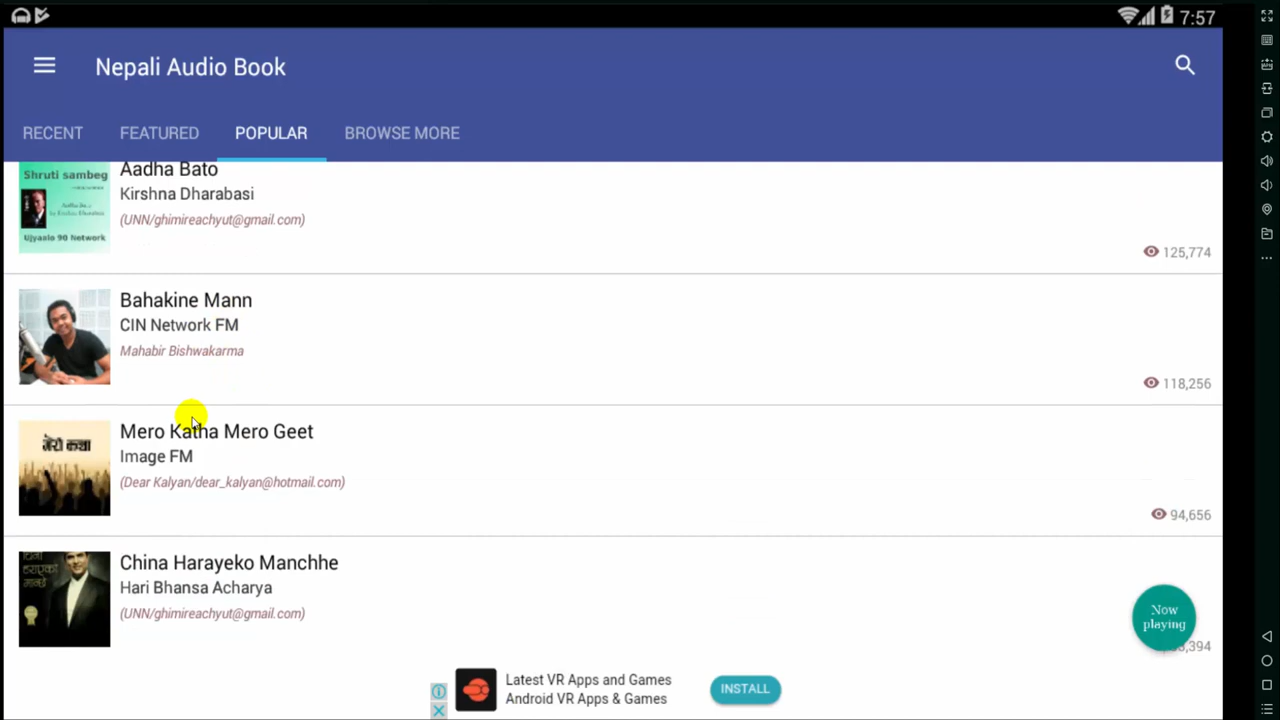 7:57
Nepali Audio Book
RECENT FEATURED POPULAR BROWSE MORE
Shruti sambeg
Ujyaalo 90 Network
Aadha Bato
Kirshna Dharabasi
(UNN/ghimireachyut@gmail.com)
125,774
Bahakine Mann
CIN Network FM
Mahabir Bishwakarma
118,256
मेरो कथा
Mero Katha Mero Geet
Image FM
(Dear Kalyan/dear_kalyan@hotmail.com)
94,656
China Harayeko Manchhe
Hari Bhansa Acharya
(UNN/ghimireachyut@gmail.com)
Now
playing
,394
Latest VR Apps and Games
Android VR Apps & Games
INSTALL